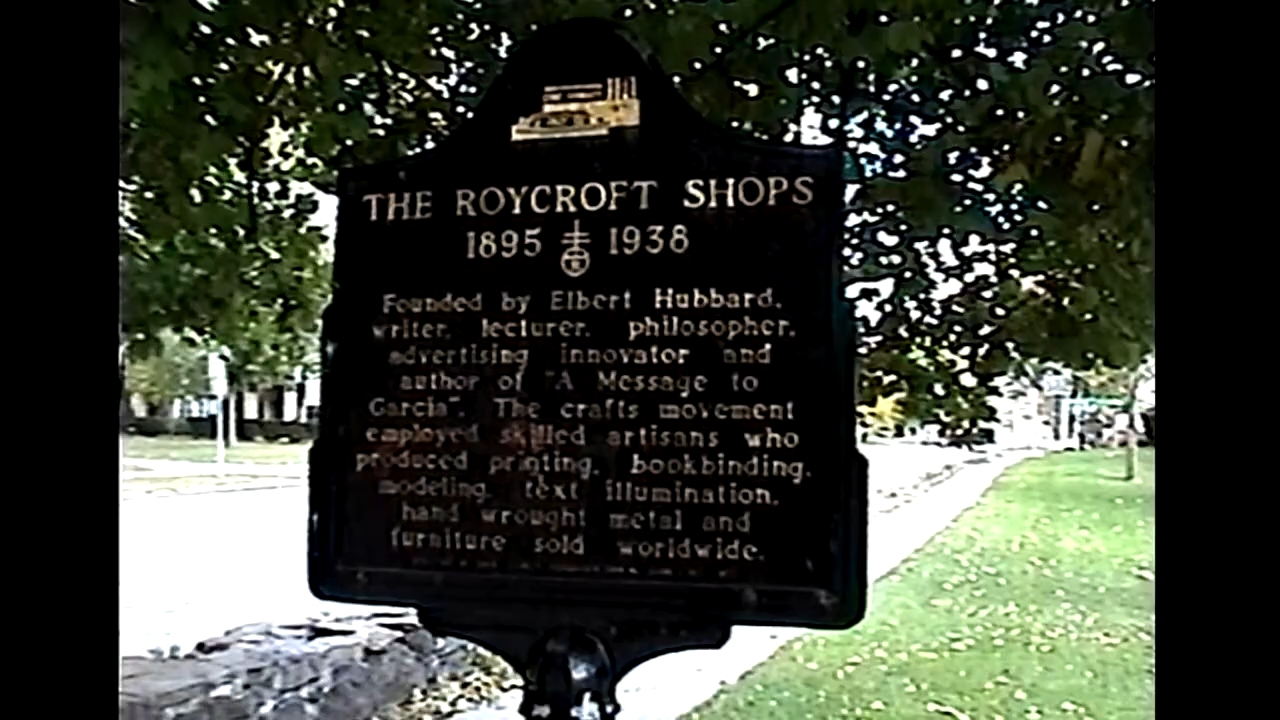 THE ROYCROFT SHOPS
1895 1938
Founded by Elbert Hubbard,
writer, lecturer, philosopher,
advertising innovator and
author of "A Message to
Garcia". The crafts movement
employed skilled artisans who
produced printing, bookbinding,
modeling, text illumination,
hand wrought metal and
furniture sold worldwide.